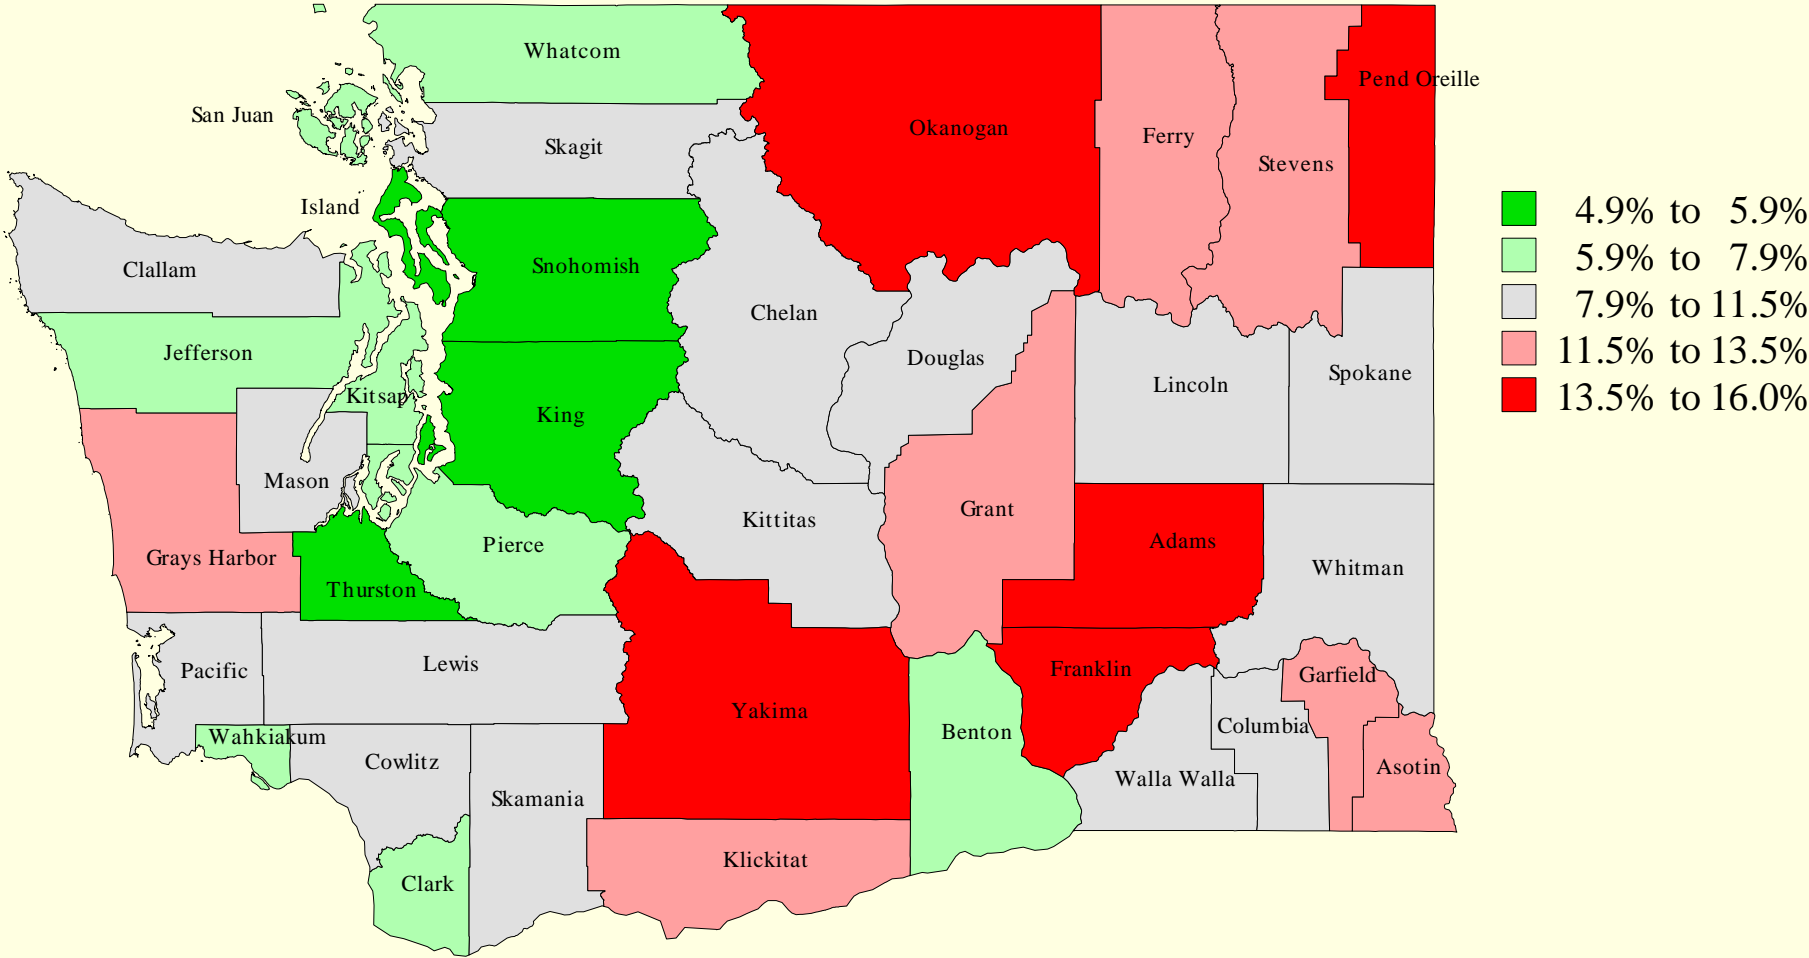 Whatcom
Pend Oreille
San Juan
Okanogan
Ferry
Skagit
Stevens
Island
Clallam
Snohomish
Chelan
Jefferson
Douglas
Spokane
Lincoln
Kitsap
King
Mason
Grant
Kittitas
Adams
Pierce
Grays Harbor
Whitman
Thurston
Lewis
Pacific
Franklin
Garfield
Yakima
Columbia
Benton
Wahkiakum
Cowlitz
Asotin
Walla Walla
Skamania
Klickitat
Clark
4.9% to 5.9%
5.9% to 7.9%
7.9% to 11.5%
11.5% to 13.5%
13.5% to 16.0%